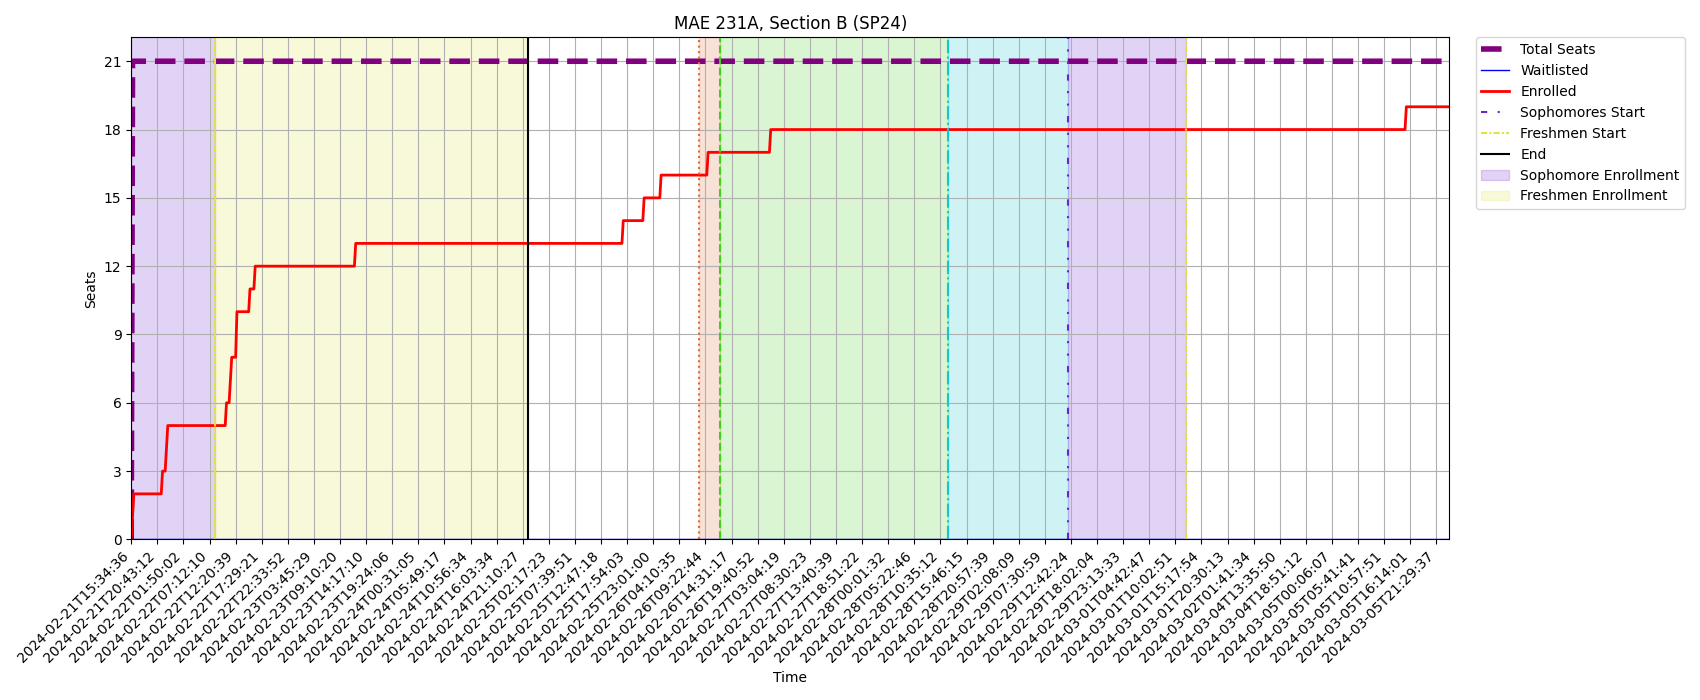 MAE 231A, Section B (SP24)
Seats
21
18
15
12
9
6
3
0
2024-02-21T15:34:36
2024-02-21T20:43:12
2024-02-22T01:50:02
2024-02-22T07:12:10
2024-02-22T12:20:39
2024-02-22T17:29:21
2024-02-22T22:33:52
2024-02-23T03:45:29
2024-02-23T09:10:20
2024-02-23T14:17:10
2024-02-23T19:24:06
2024-02-24T00:31:05
2024-02-24T05:49:17
2024-02-24T10:56:34
2024-02-24T16:03:34
2024-02-24T21:10:27
2024-02-25T02:17:23
2024-02-25T07:39:51
2024-02-25T12:47:18
2024-02-25T17:54:03
2024-02-25T23:01:00
2024-02-26T04:10:35
2024-02-26T09:22:44
2024-02-26T14:31:17
2024-02-26T19:40:52
2024-02-27T03:04:19
2024-02-27T08:30:23
2024-02-27T13:40:39
2024-02-27T18:51:22
2024-02-28T00:01:32
2024-02-28T05:22:46
2024-02-28T10:35:12
2024-02-28T15:46:15
2024-02-28T20:57:39
2024-02-29T02:08:09
2024-02-29T07:30:59
2024-02-29T12:42:24
2024-02-29T18:02:04
2024-02-29T23:13:33
2024-03-01T04:42:47
2024-03-01T10:02:51
2024-03-01T15:17:54
2024-03-01T20:30:13
2024-03-02T01:41:34
2024-03-04T13:35:50
2024-03-04T18:51:12
2024-03-05T00:06:07
2024-03-05T05:41:41
2024-03-05T10:57:51
2024-03-05T16:14:01
2024-03-05T21:29:37
Time
Total Seats
Waitlisted
Enrolled
Sophomores Start
Freshmen Start
End
Sophomore Enrollment
Freshmen Enrollment